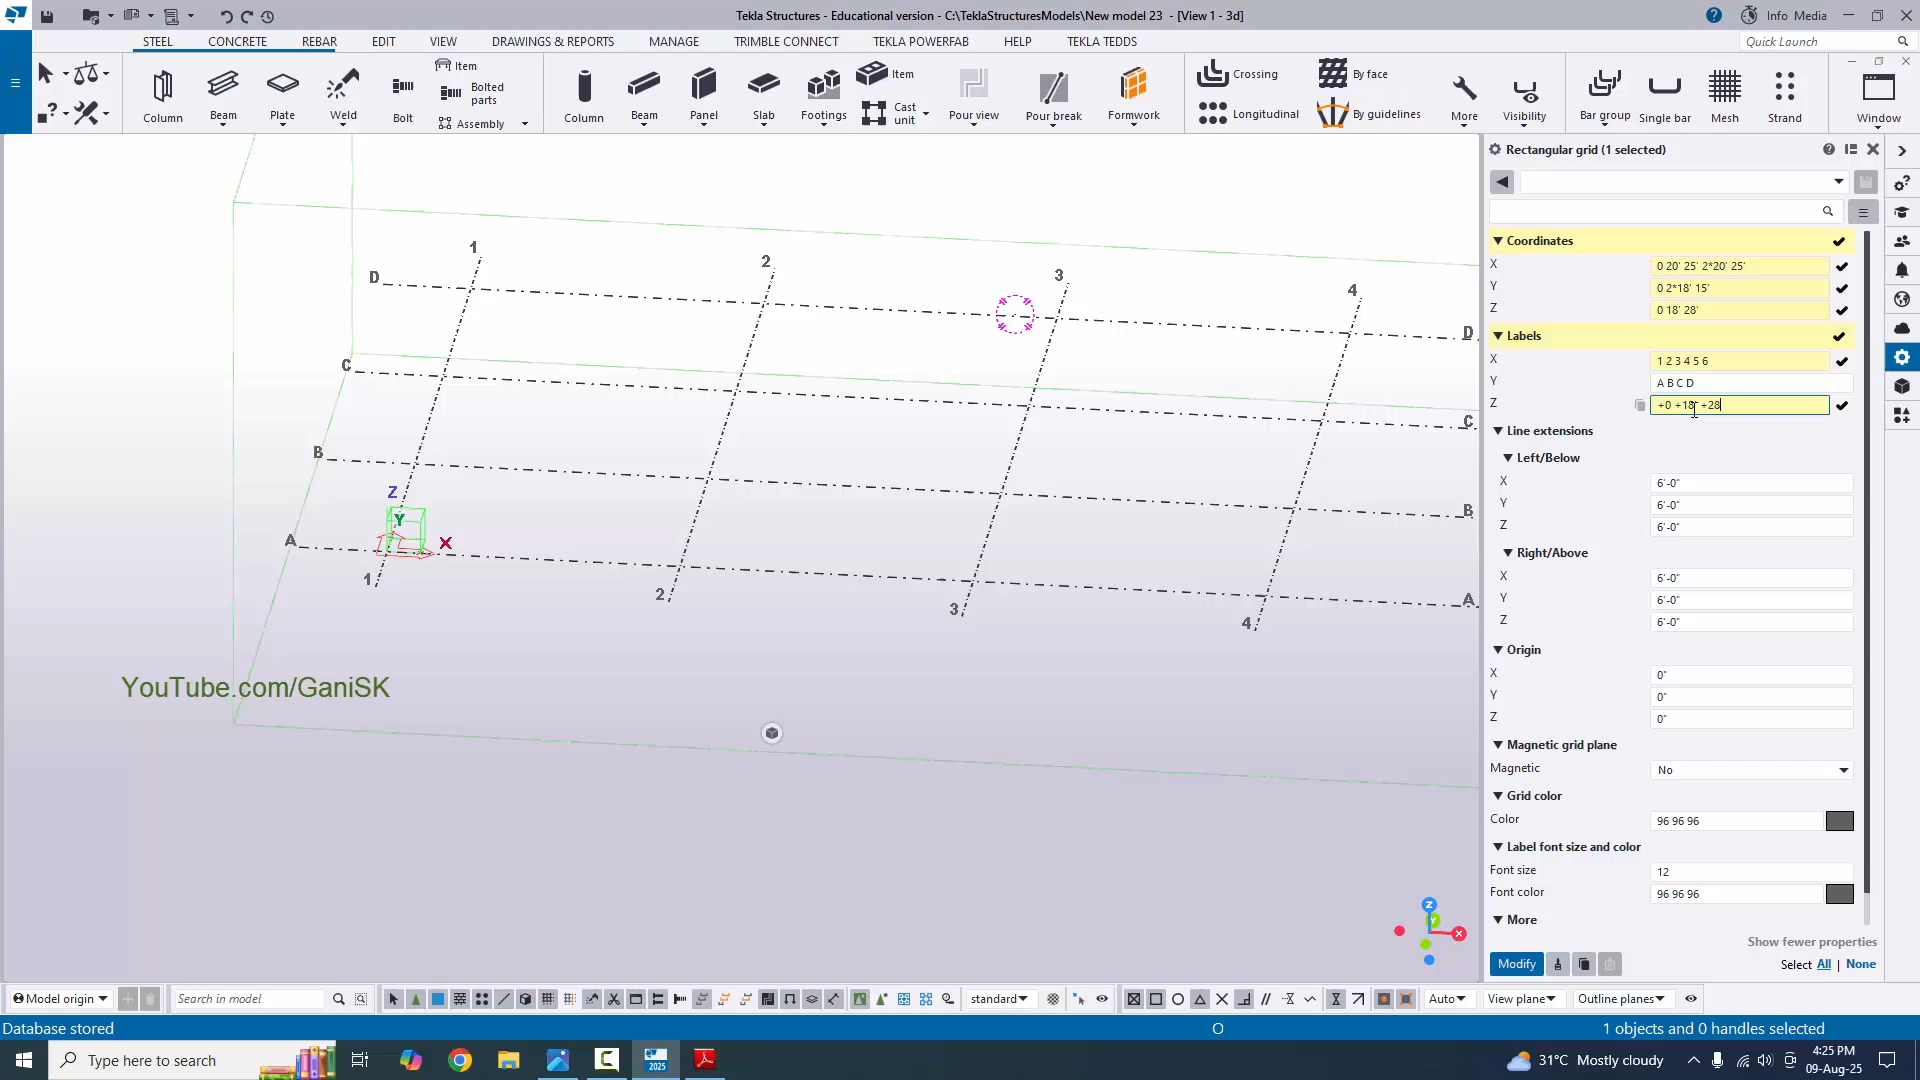 Tekla Structures - Educational version - C:\TeklaStructuresModels\New model 23 - [View 1 - 3d]
Info Media
STEEL CONCRETE REBAR EDIT VIEW DRAWINGS & REPORTS MANAGE TRIMBLE CONNECT TEKLA POWERFAB HELP TEKLA TEDDS
Quick Launch
Column
Beam
Plate
Weld
Bolt
Item
Bolted parts
Assembly
Column
Beam
Panel
Slab
Footings
Item
Cast unit
Pour view
Pour break
Formwork
Crossing
Longitudinal
By face
By guidelines
More
Visibility
Bar group
Single bar
Mesh
Strand
Window
Rectangular grid (1 selected)
Coordinates
X 0 20' 25' 2*20' 25'
Y 0 2*18' 15'
Z 0 18' 28'
Labels
X 1 2 3 4 5 6
Y A B C D
Z +0 +18' +28
Line extensions
Left/Below
X 6'-0"
Y 6'-0"
Z 6'-0"
Right/Above
X 6'-0"
Y 6'-0"
Z 6'-0"
Origin
X 0"
Y 0"
Z 0"
Magnetic grid plane
Magnetic No
Grid color
Color 96 96 96
Label font size and color
Font size 12
Font color 96 96 96
More
Show fewer properties
Modify
Select All | None
1
2
3
4
D
D
C
C
B
B
A
A
Z
Y
X
1
2
3
4
YouTube.com/GaniSK
Z
Y
X
Model origin
Search in model
standard
Auto
View plane
Outline planes
Database stored
O
1 objects and 0 handles selected
Type here to search
2025
31°C Mostly cloudy
4:25 PM
09-Aug-25